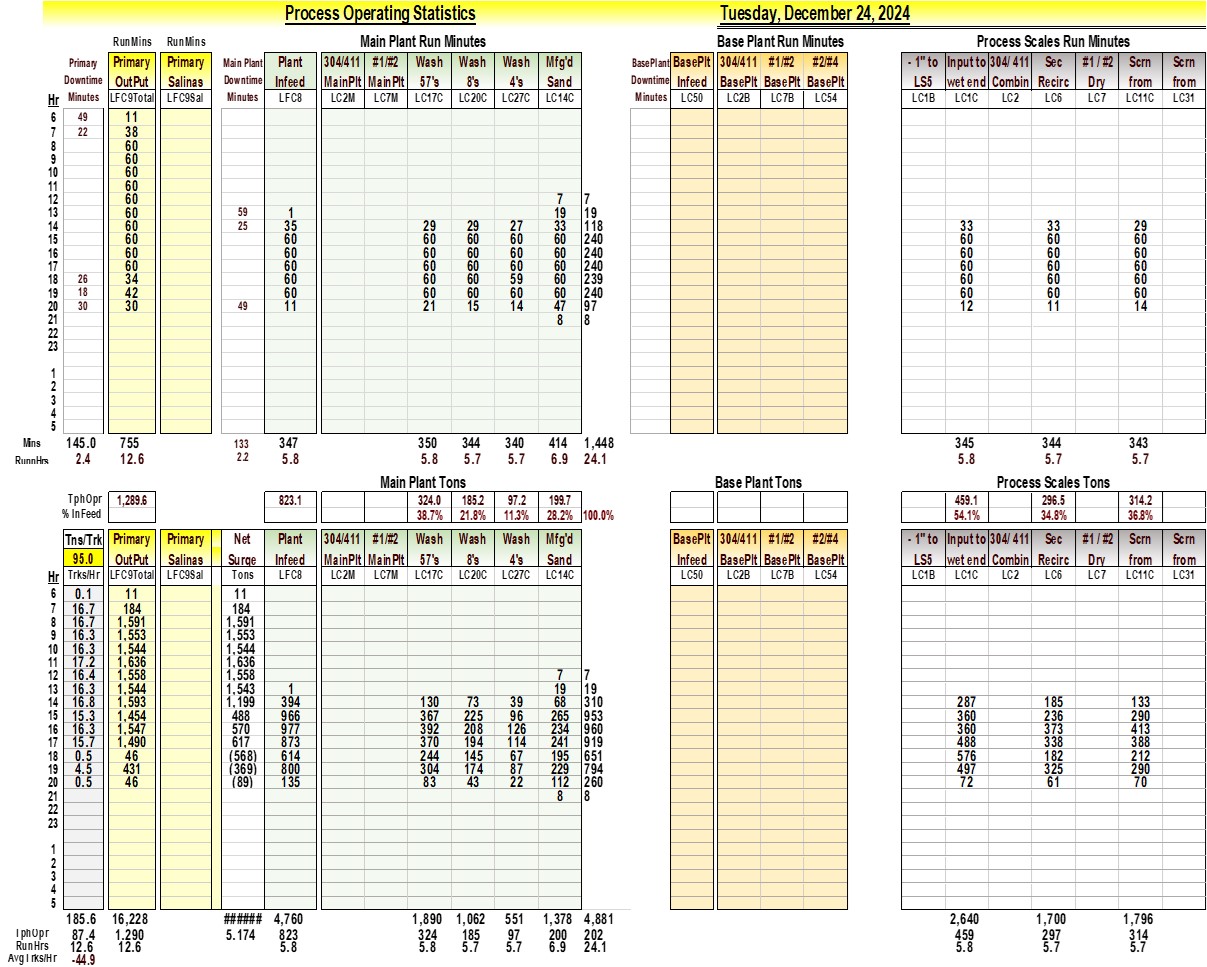 Process Operating Statistics Tuesday, December 24, 2024
RunMins RunMins Main Plant Run Minutes Base Plant Run Minutes Process Scales Run Minutes
Primary Primary Primary Main Plant Plant 304/411 #1/#2 Wash Wash Wash Mfg'd BasePlant BasePlt 304/411 #1/#2 #2/#4 - 1" to Input to 304/ 411 Sec #1 / #2 Scrn Scrn
Downtime OutPut Salinas Downtime Infeed MainPlt MainPlt 57's 8's 4's Sand Downtime Infeed BasePlt BasePlt BasePlt LS5 wet end Combin Recirc Dry from from
Hr Minutes LFC9Total LFC9Sal Minutes LFC8 LC2M LC7M LC17C LC20C LC27C LC14C Minutes LC50 LC2B LC7B LC54 LC1B LC1C LC2 LC6 LC7 LC11C LC31
6 49 11
7 22 38
8 60
9 60
10 60
11 60
12 60 7 7
13 60 59 1 19 19
14 60 25 35 29 29 27 33 118 33 33 29
15 60 60 60 60 60 60 240 60 60 60
16 60 60 60 60 60 60 240 60 60 60
17 60 60 60 60 60 60 240 60 60 60
18 26 34 60 60 60 59 60 239 60 60 60
19 18 42 60 60 60 60 60 240 60 60 60
20 30 30 49 11 21 15 14 47 97 12 11 14
21 8 8
22
23
1
2
3
4
5
Mins 145.0 755 133 347 350 344 340 414 1,448 345 344 343
RunnHrs 2.4 12.6 2.2 5.8 5.8 5.7 5.7 6.9 24.1 5.8 5.7 5.7
Main Plant Tons Base Plant Tons Process Scales Tons
TphOpr 1,289.6 823.1 324.0 185.2 97.2 199.7 459.1 296.5 314.2
% InFeed 38.7% 21.8% 11.3% 28.2% 100.0% 54.1% 34.8% 36.8%
Tns/Trk Primary Primary Net Plant 304/411 #1/#2 Wash Wash Wash Mfg'd BasePlt 304/411 #1/#2 #2/#4 - 1" to Input to 304/ 411 Sec #1 / #2 Scrn Scrn
95.0 OutPut Salinas Surge Infeed MainPlt MainPlt 57's 8's 4's Sand Infeed BasePlt BasePlt BasePlt LS5 wet end Combin Recirc Dry from from
Hr Trks/Hr LFC9Total LFC9Sal Tons LFC8 LC2M LC7M LC17C LC20C LC27C LC14C LC50 LC2B LC7B LC54 LC1B LC1C LC2 LC6 LC7 LC11C LC31
6 0.1 11 11
7 16.7 184 184
8 16.7 1,591 1,591
9 16.3 1,553 1,553
10 16.3 1,544 1,544
11 17.2 1,636 1,636
12 16.4 1,558 1,558 7 7
13 16.3 1,544 1,543 1 19 19
14 16.8 1,593 1,199 394 130 73 39 68 310 287 185 133
15 15.3 1,454 488 966 367 225 96 265 953 360 236 290
16 16.3 1,547 570 977 392 208 126 234 960 360 373 413
17 15.7 1,490 617 873 370 194 114 241 919 488 338 388
18 0.5 46 (568) 614 244 145 67 195 651 576 182 212
19 4.5 431 (369) 800 304 174 87 229 794 497 325 290
20 0.5 46 (89) 135 83 43 22 112 260 72 61 70
21 8 8
22
23
1
2
3
4
5
185.6 16,228 ###### 4,760 1,890 1,062 551 1,378 4,881 2,640 1,700 1,796
TphOpr 87.4 1.290 5.174 823 324 185 97 200 202 459 297 314
RunHrs 12.6 12.6 5.8 5.8 5.7 5.7 6.9 24.1 5.8 5.7 5.7
AvgTrks/Hr -44.9